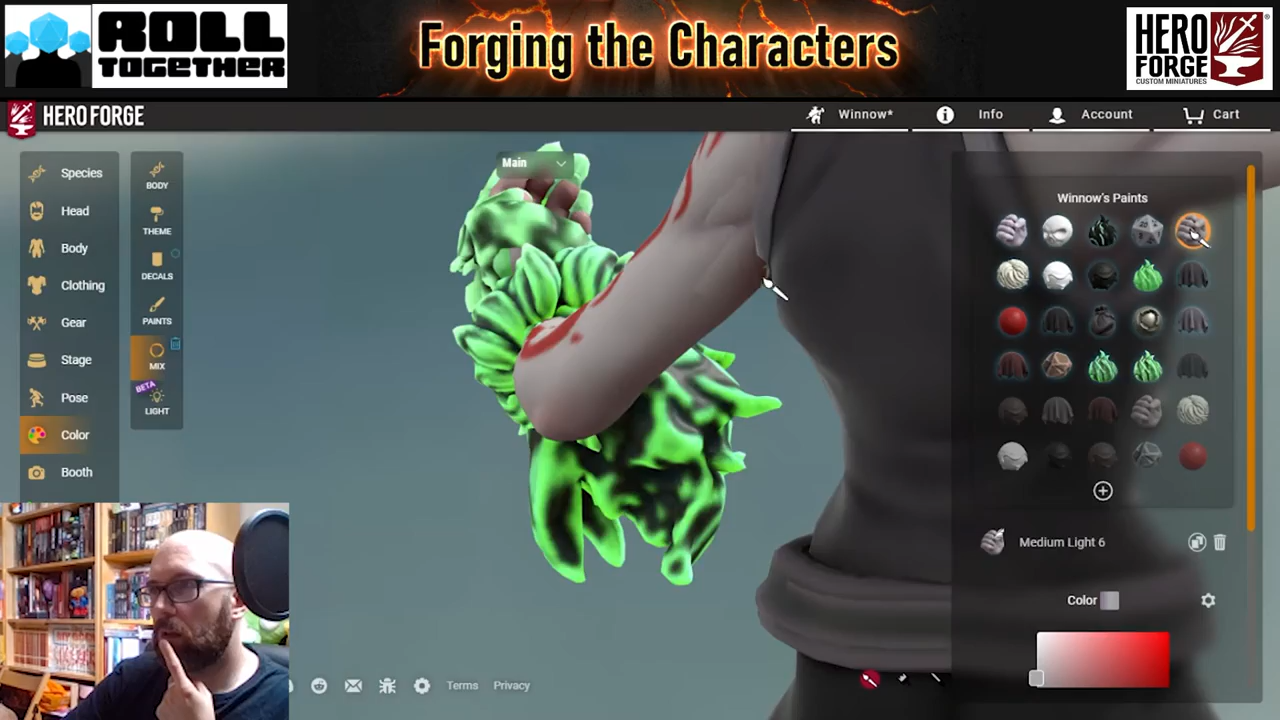 ROLL
TOGETHER
Forging the Characters
HERO
FORGE®
CUSTOM MINIATURES
HERO FORGE
Winnow*
Info
Account
Cart
Species
Head
Body
Clothing
Gear
Stage
Pose
Color
Booth
BODY
THEME
DECALS
PAINTS
MIX
BETA
LIGHT
Main
Winnow's Paints
Medium Light 6
Color
Terms
Privacy